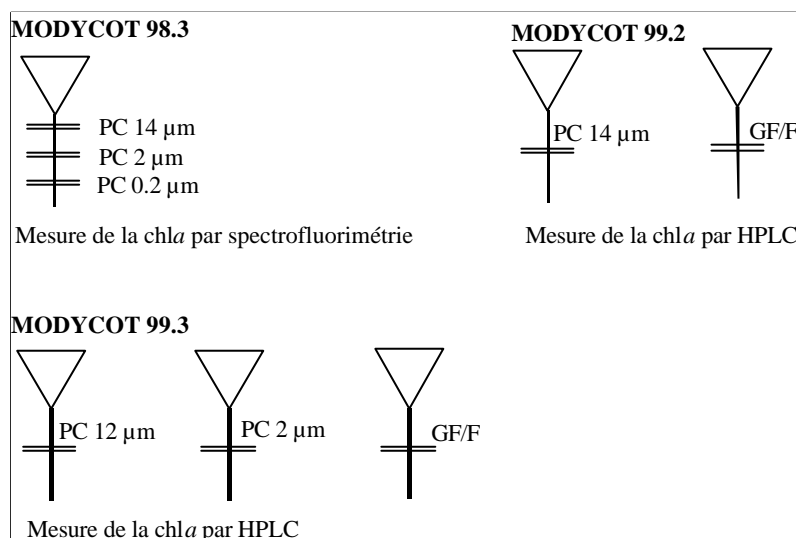 MODYCOT 98.3
PC 14 µm
PC 2 µm
PC 0.2 µm
Mesure de la chla par spectrofluorimétrie
MODYCOT 99.2
PC 14 µm
GF/F
Mesure de la chla par HPLC
MODYCOT 99.3
PC 12 µm
PC 2 µm
GF/F
Mesure de la chla par HPLC